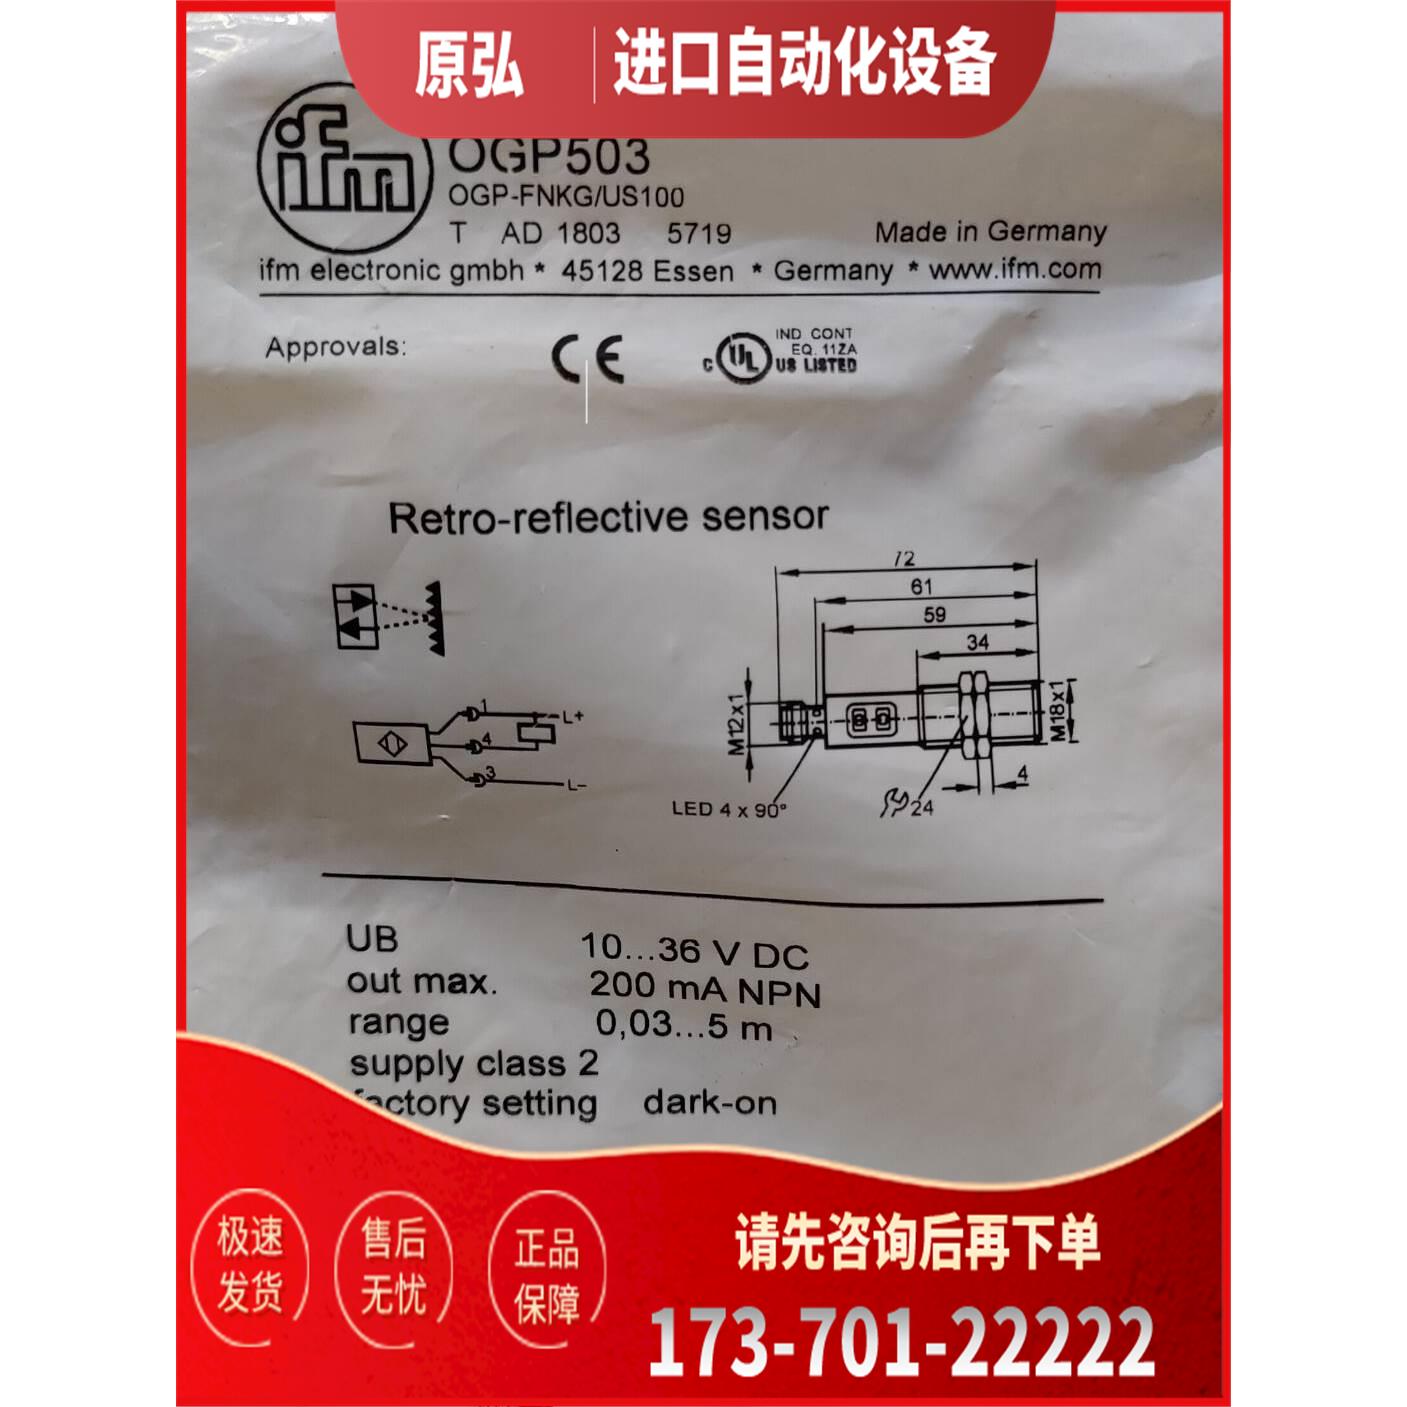 原弘 进口自动化设备
ifm
OGP503
OGP-FNKG/US100
T AD 1803 5719 Made in Germany
ifm electronic gmbh * 45128 Essen * Germany * www.ifm.com
Approvals: CE
IND CONT
EQ. 11ZA
C UL US LISTED
Retro-reflective sensor
72
61
59
34
M12x1
M18x1
1 L+
4
3 L-
4
LED 4 x 90°
24
UB 10...36 V DC
out max. 200 mA NPN
range 0,03...5 m
supply class 2
factory setting dark-on
极速
发货
售后
无忧
正品
保障
请先咨询后再下单
173-701-22222